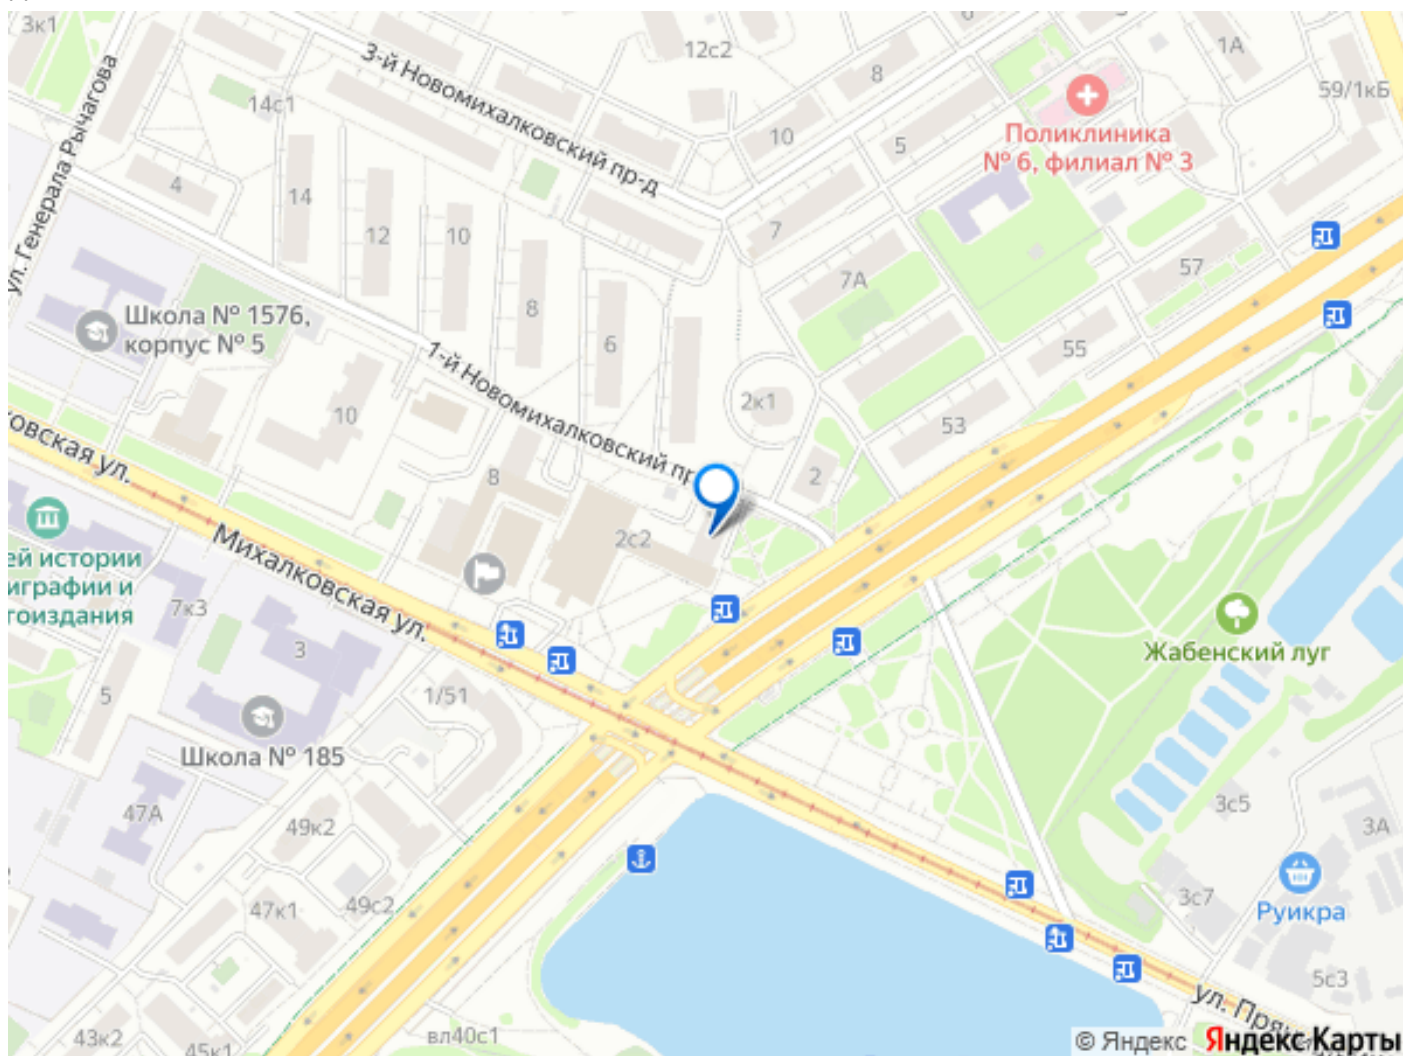 3к1
12с2
8
1А
59/1кБ
3-й Новомихалковский пр-д
ул. Генерала Рычагова
14с1
10
5
Поликлиника
№ 6, филиал № 3
4
14
12
10
8
7
7А
57
Школа № 1576,
корпус № 5
6
55
1-й Новомихалковский пр
2к1
10
53
ковская ул.
8
2
2с2
Михалковская ул.
ей истории
играфии и
гоиздания
7к3
3
5
1/51
Школа № 185
Жабенский луг
47А
49к2
3с5
3А
47к1
49с2
3с7
Руикра
5с3
ул. Пря
43к2
45к1
вл40с1
© Яндекс Яндекс Карты